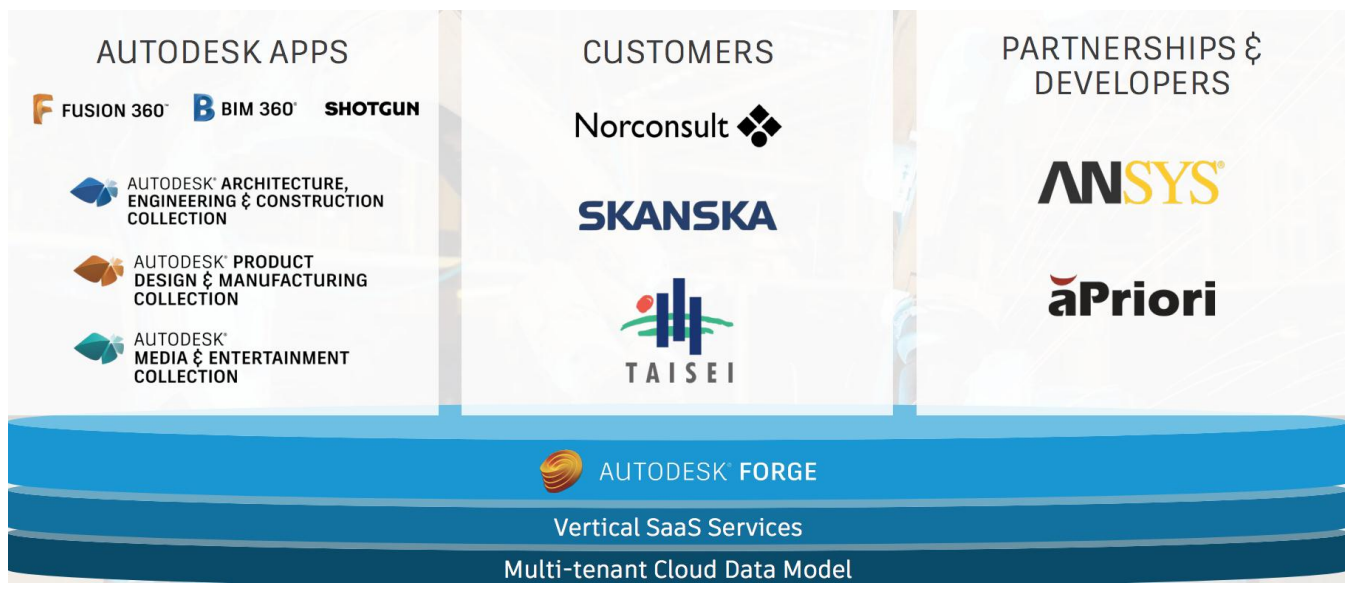 AUTODESK APPS
FUSION 360™ BIM 360® SHOTGUN
AUTODESK® ARCHITECTURE,
ENGINEERING & CONSTRUCTION
COLLECTION
AUTODESK® PRODUCT
DESIGN & MANUFACTURING
COLLECTION
AUTODESK®
MEDIA & ENTERTAINMENT
COLLECTION
CUSTOMERS
Norconsult
SKANSKA
TAISEI
PARTNERSHIPS &
DEVELOPERS
ANSYS®
aPriori
AUTODESK® FORGE
Vertical SaaS Services
Multi-tenant Cloud Data Model